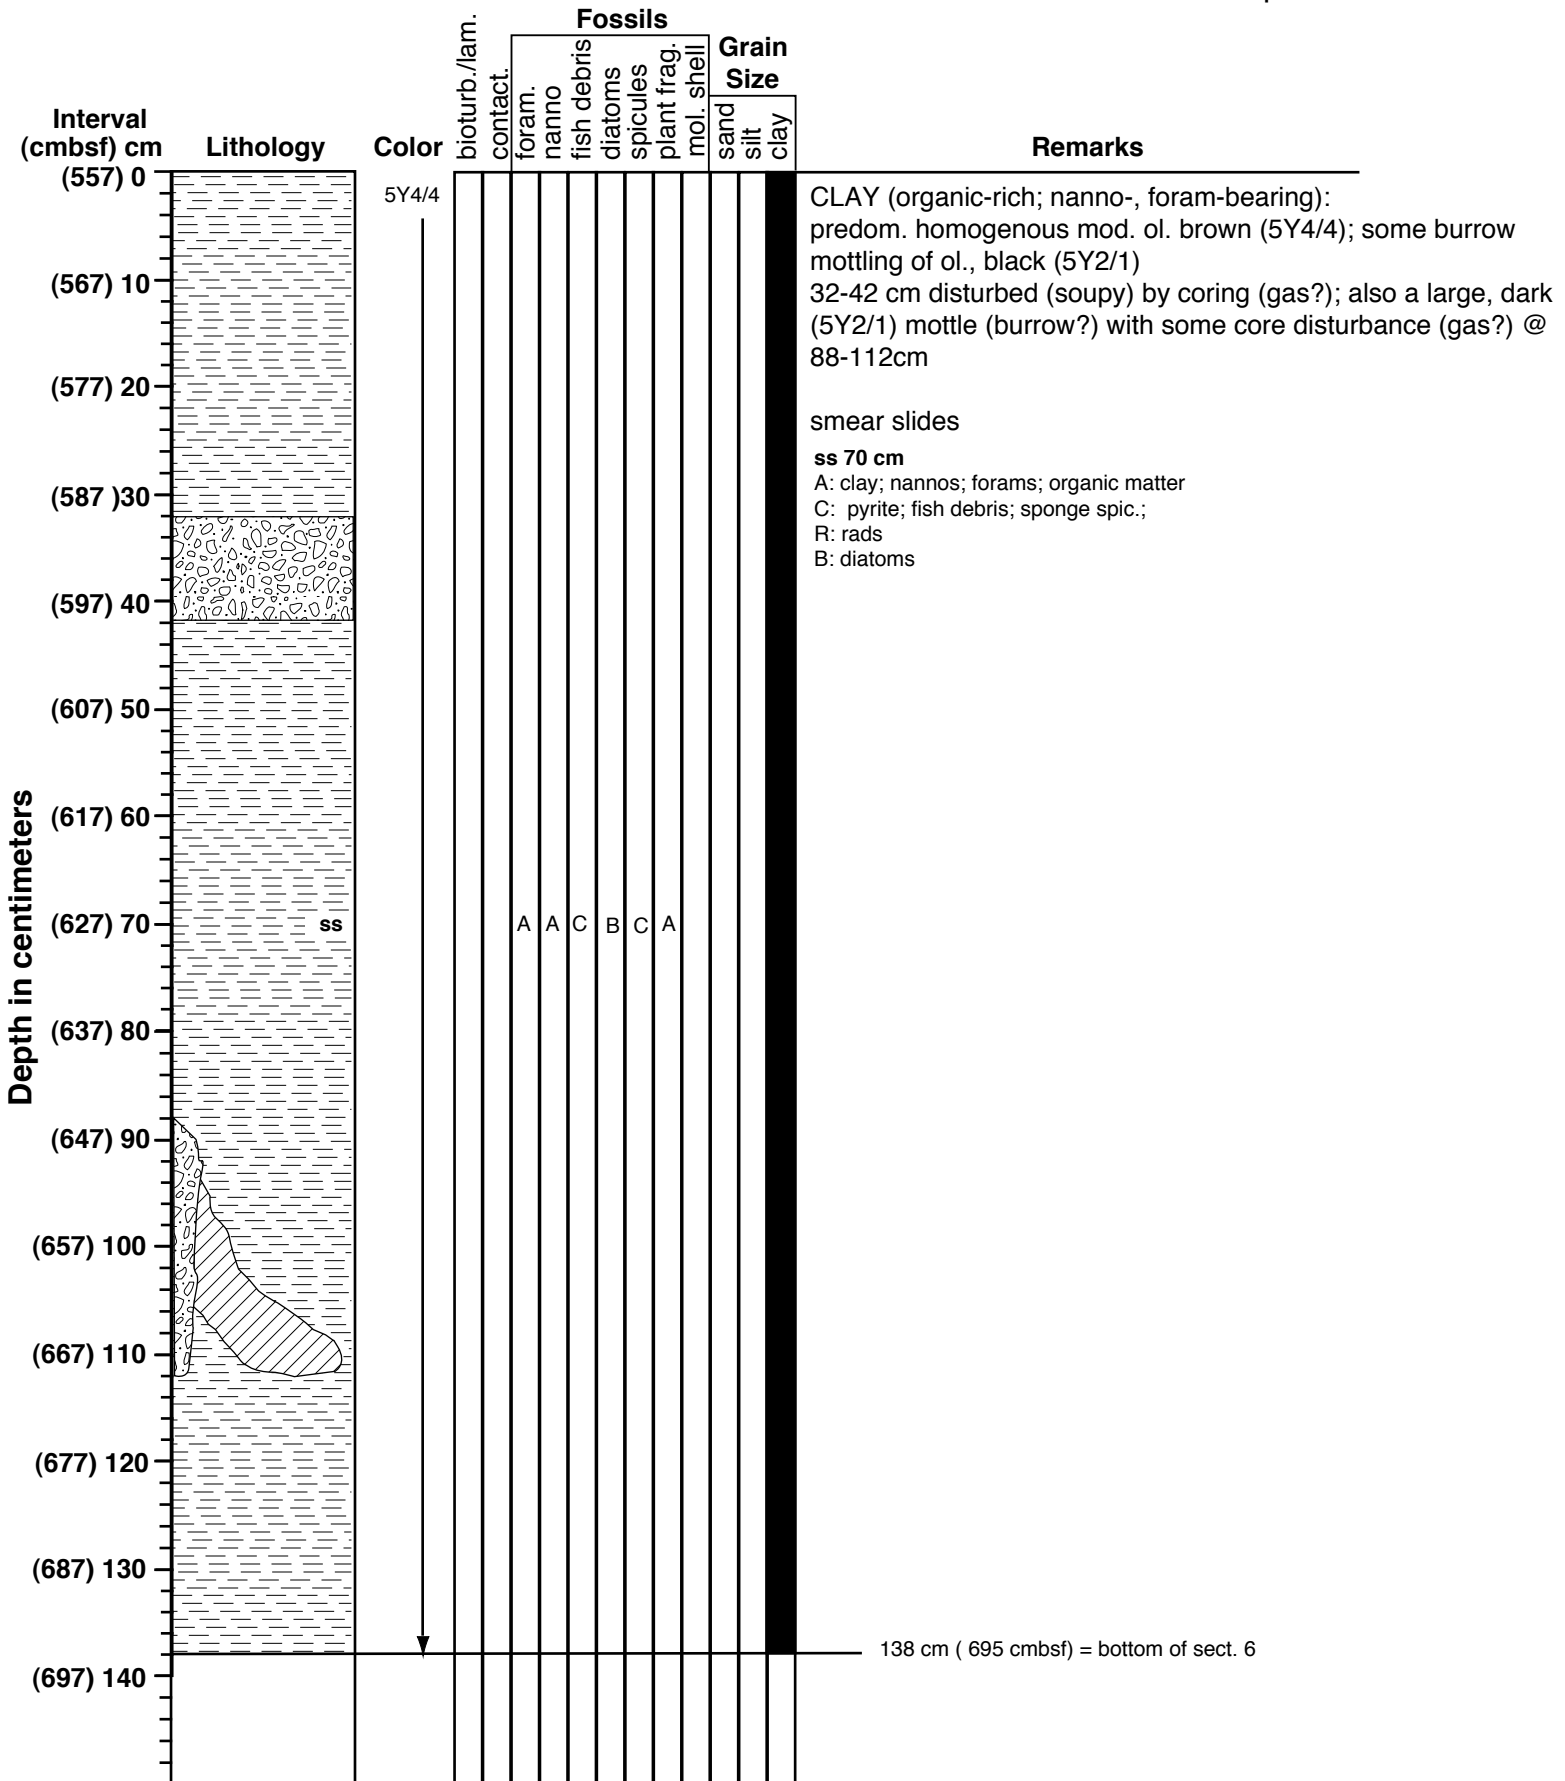 Fossils
Grain
Size
bioturb./lam.
contact.
foram.
nanno
fish debris
diatoms
spicules
plant frag.
mol. shell
sand
silt
clay
Interval
(cmbsf) cm
Lithology
Color
Remarks
(557) 0
5Y4/4
CLAY (organic-rich; nanno-, foram-bearing):
predom. homogenous mod. ol. brown (5Y4/4); some burrow
mottling of ol., black (5Y2/1)
32-42 cm disturbed (soupy) by coring (gas?); also a large, dark
(5Y2/1) mottle (burrow?) with some core disturbance (gas?) @
88-112cm
smear slides
ss 70 cm
A: clay; nannos; forams; organic matter
C: pyrite; fish debris; sponge spic.;
R: rads
B: diatoms
(567) 10
(577) 20
(587 )30
(597) 40
(607) 50
(617) 60
(627) 70
ss
A A C B C A
(637) 80
(647) 90
(657) 100
(667) 110
(677) 120
(687) 130
(697) 140
Depth in centimeters
138 cm ( 695 cmbsf) = bottom of sect. 6